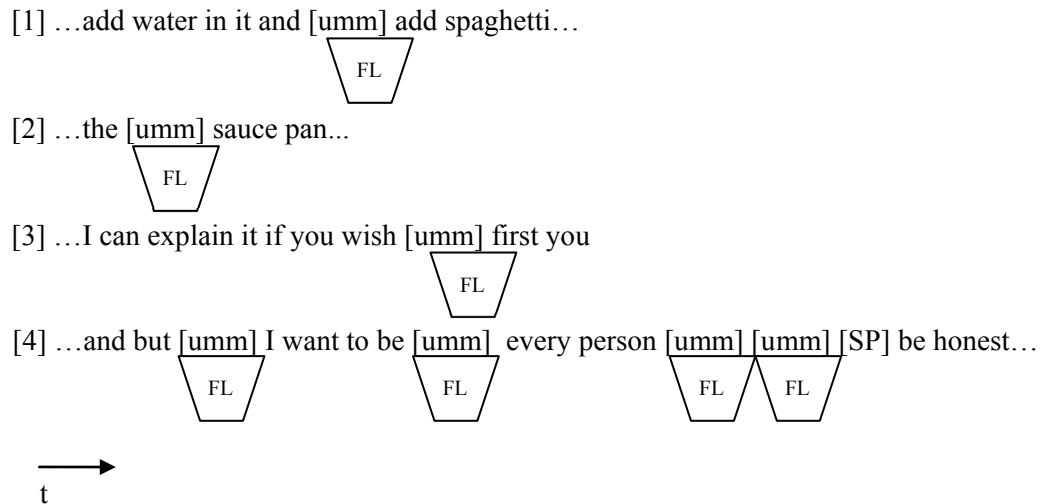 [1] …add water in it and [umm] add spaghetti…
FL
[2] …the [umm] sauce pan...
FL
[3] …I can explain it if you wish [umm] first you
FL
[4] …and but [umm] I want to be [umm] every person [umm] [umm] [SP] be honest…
FL FL FL FL
t